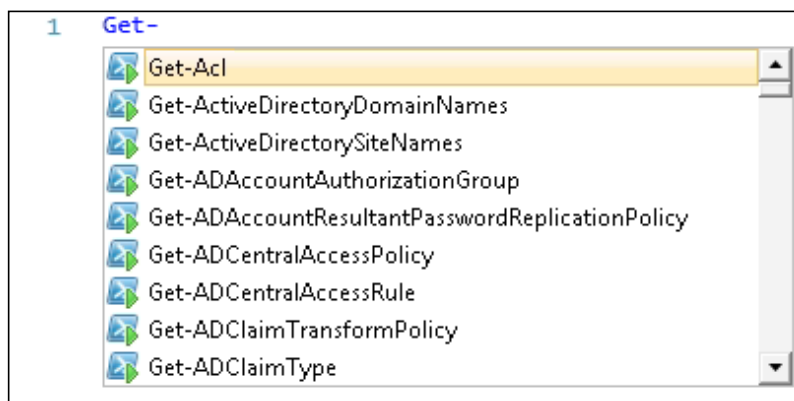 1 Get-
Get-Acl
Get-ActiveDirectoryDomainNames
Get-ActiveDirectorySiteNames
Get-ADAccountAuthorizationGroup
Get-ADAccountResultantPasswordReplicationPolicy
Get-ADCentralAccessPolicy
Get-ADCentralAccessRule
Get-ADClaimTransformPolicy
Get-ADClaimType